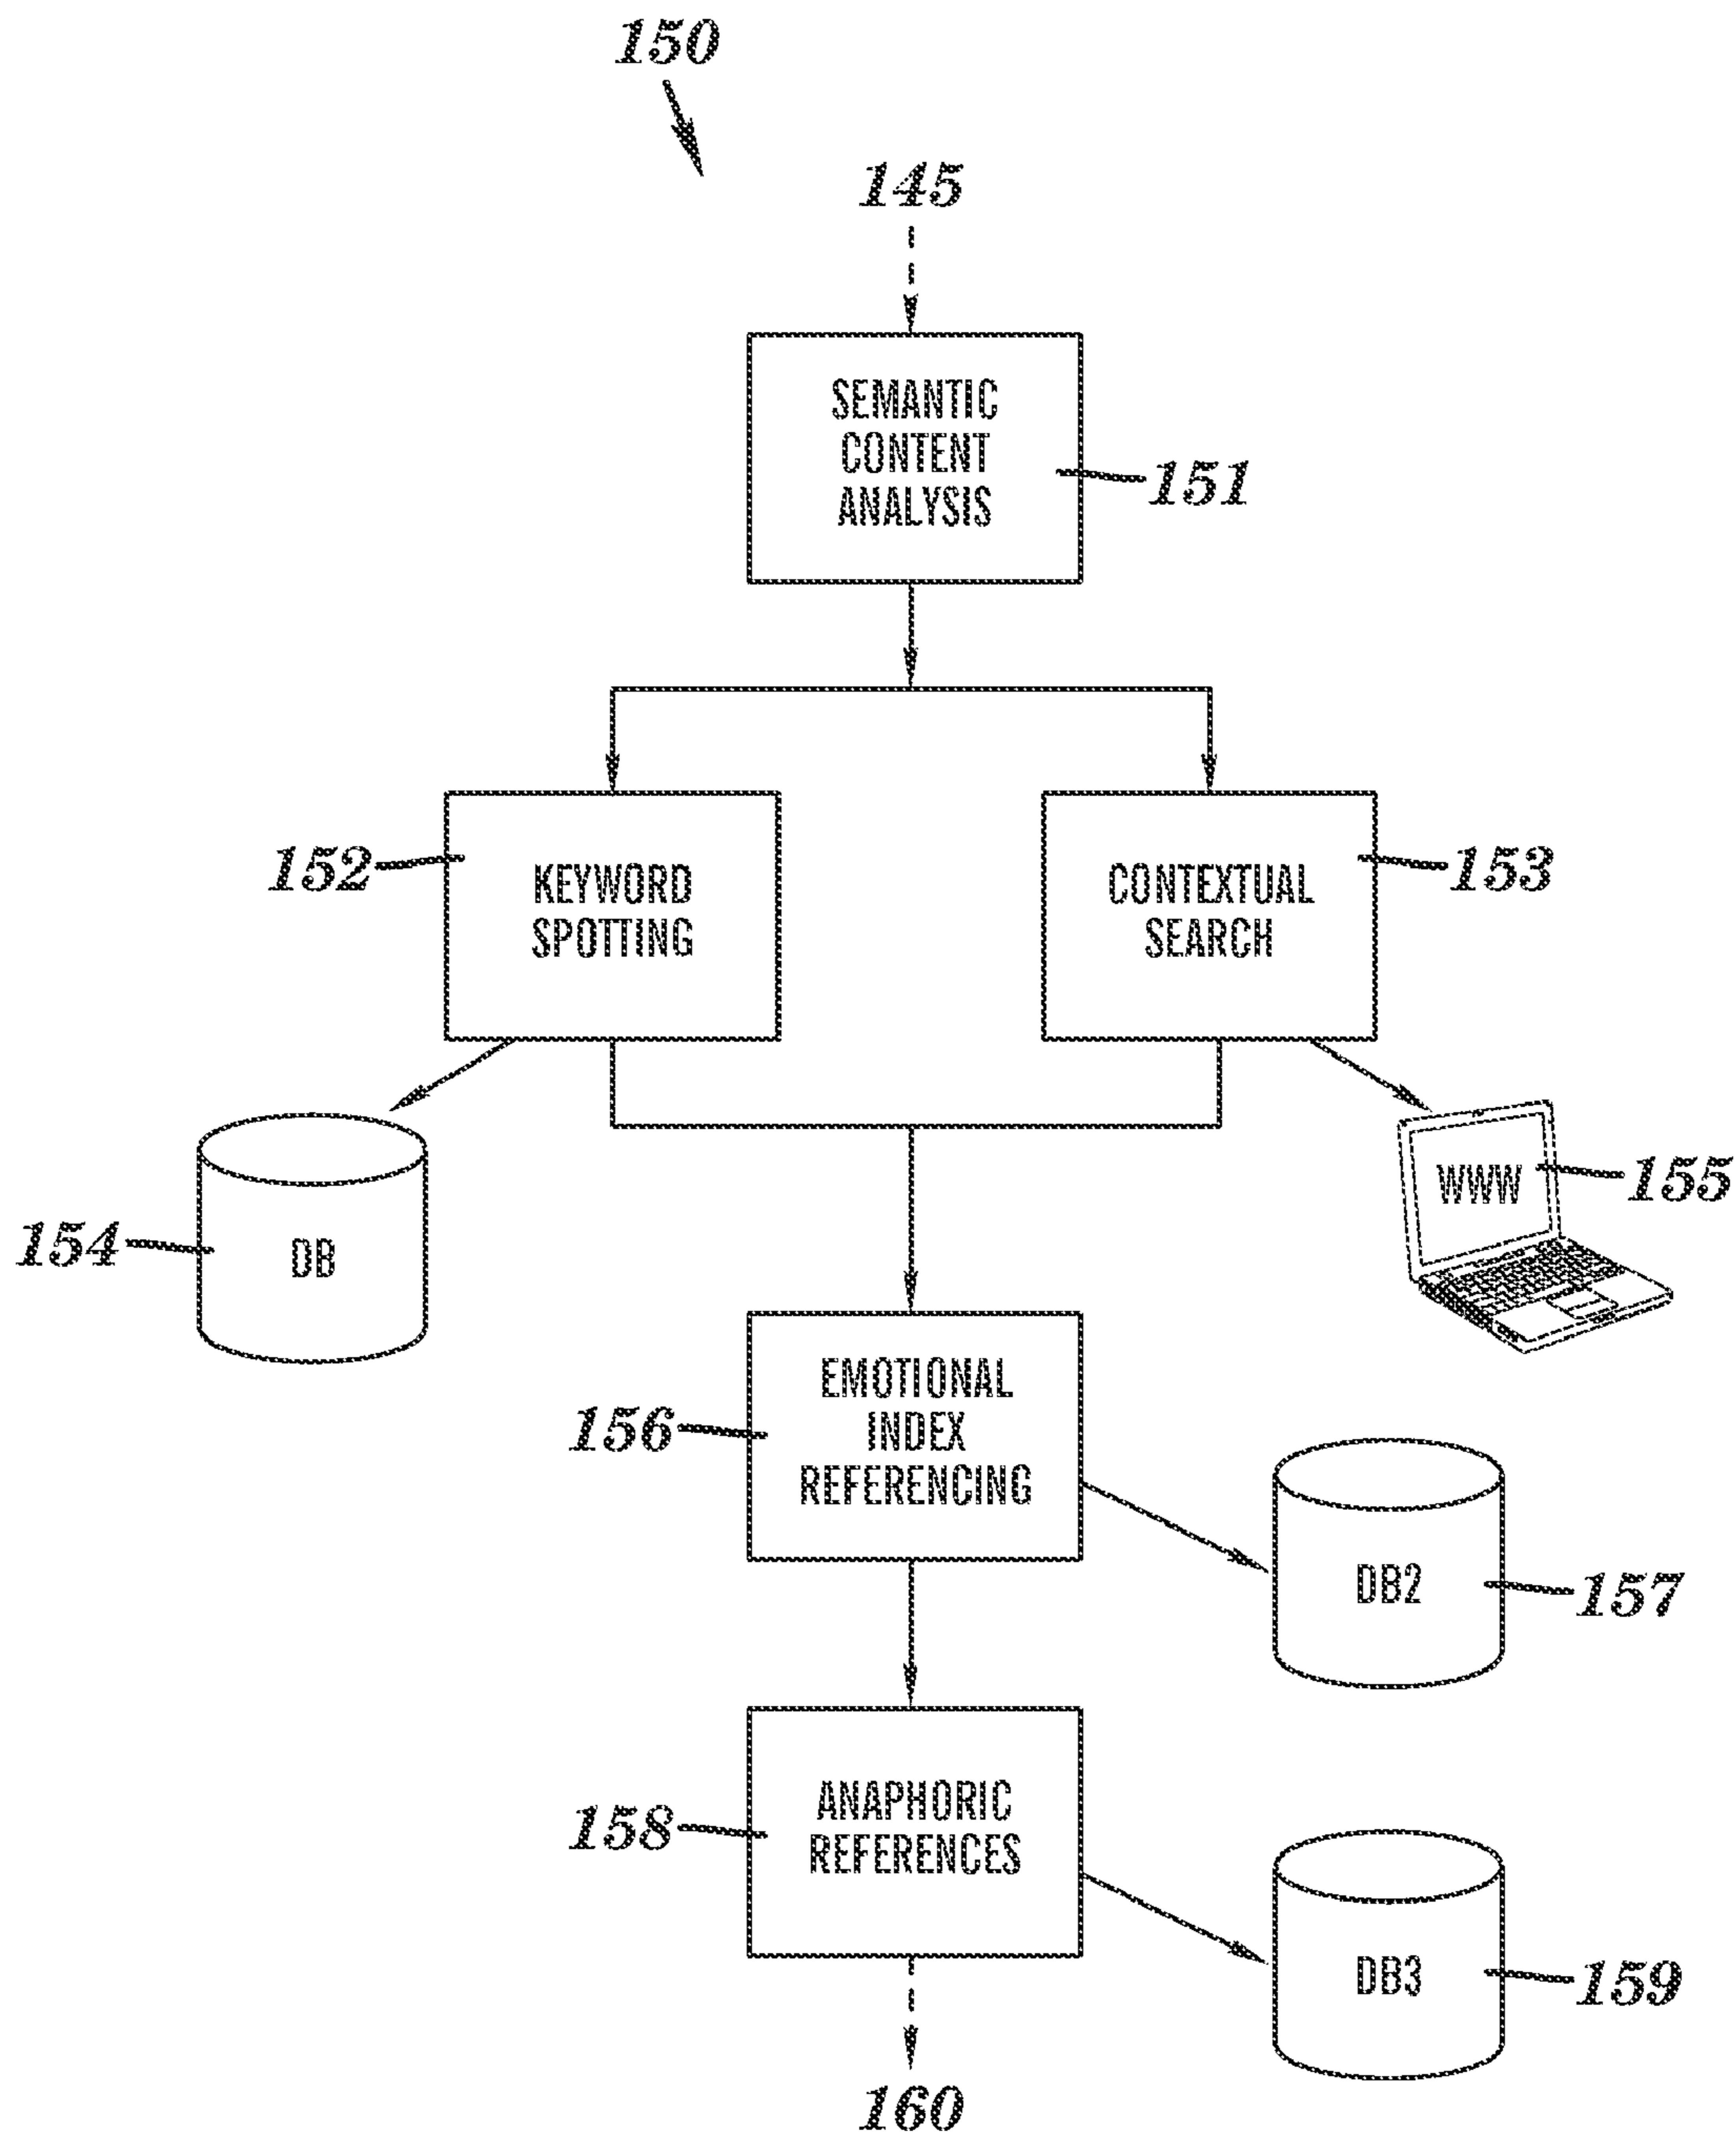 150
145
SEMANTIC
CONTENT
ANALYSIS
151
152
KEYWORD
SPOTTING
CONTEXTUAL
SEARCH
153
154
DB
WWW
155
156
EMOTIONAL
INDEX
REFERENCING
DB2
157
158
ANAPHORIC
REFERENCES
DB3
159
160